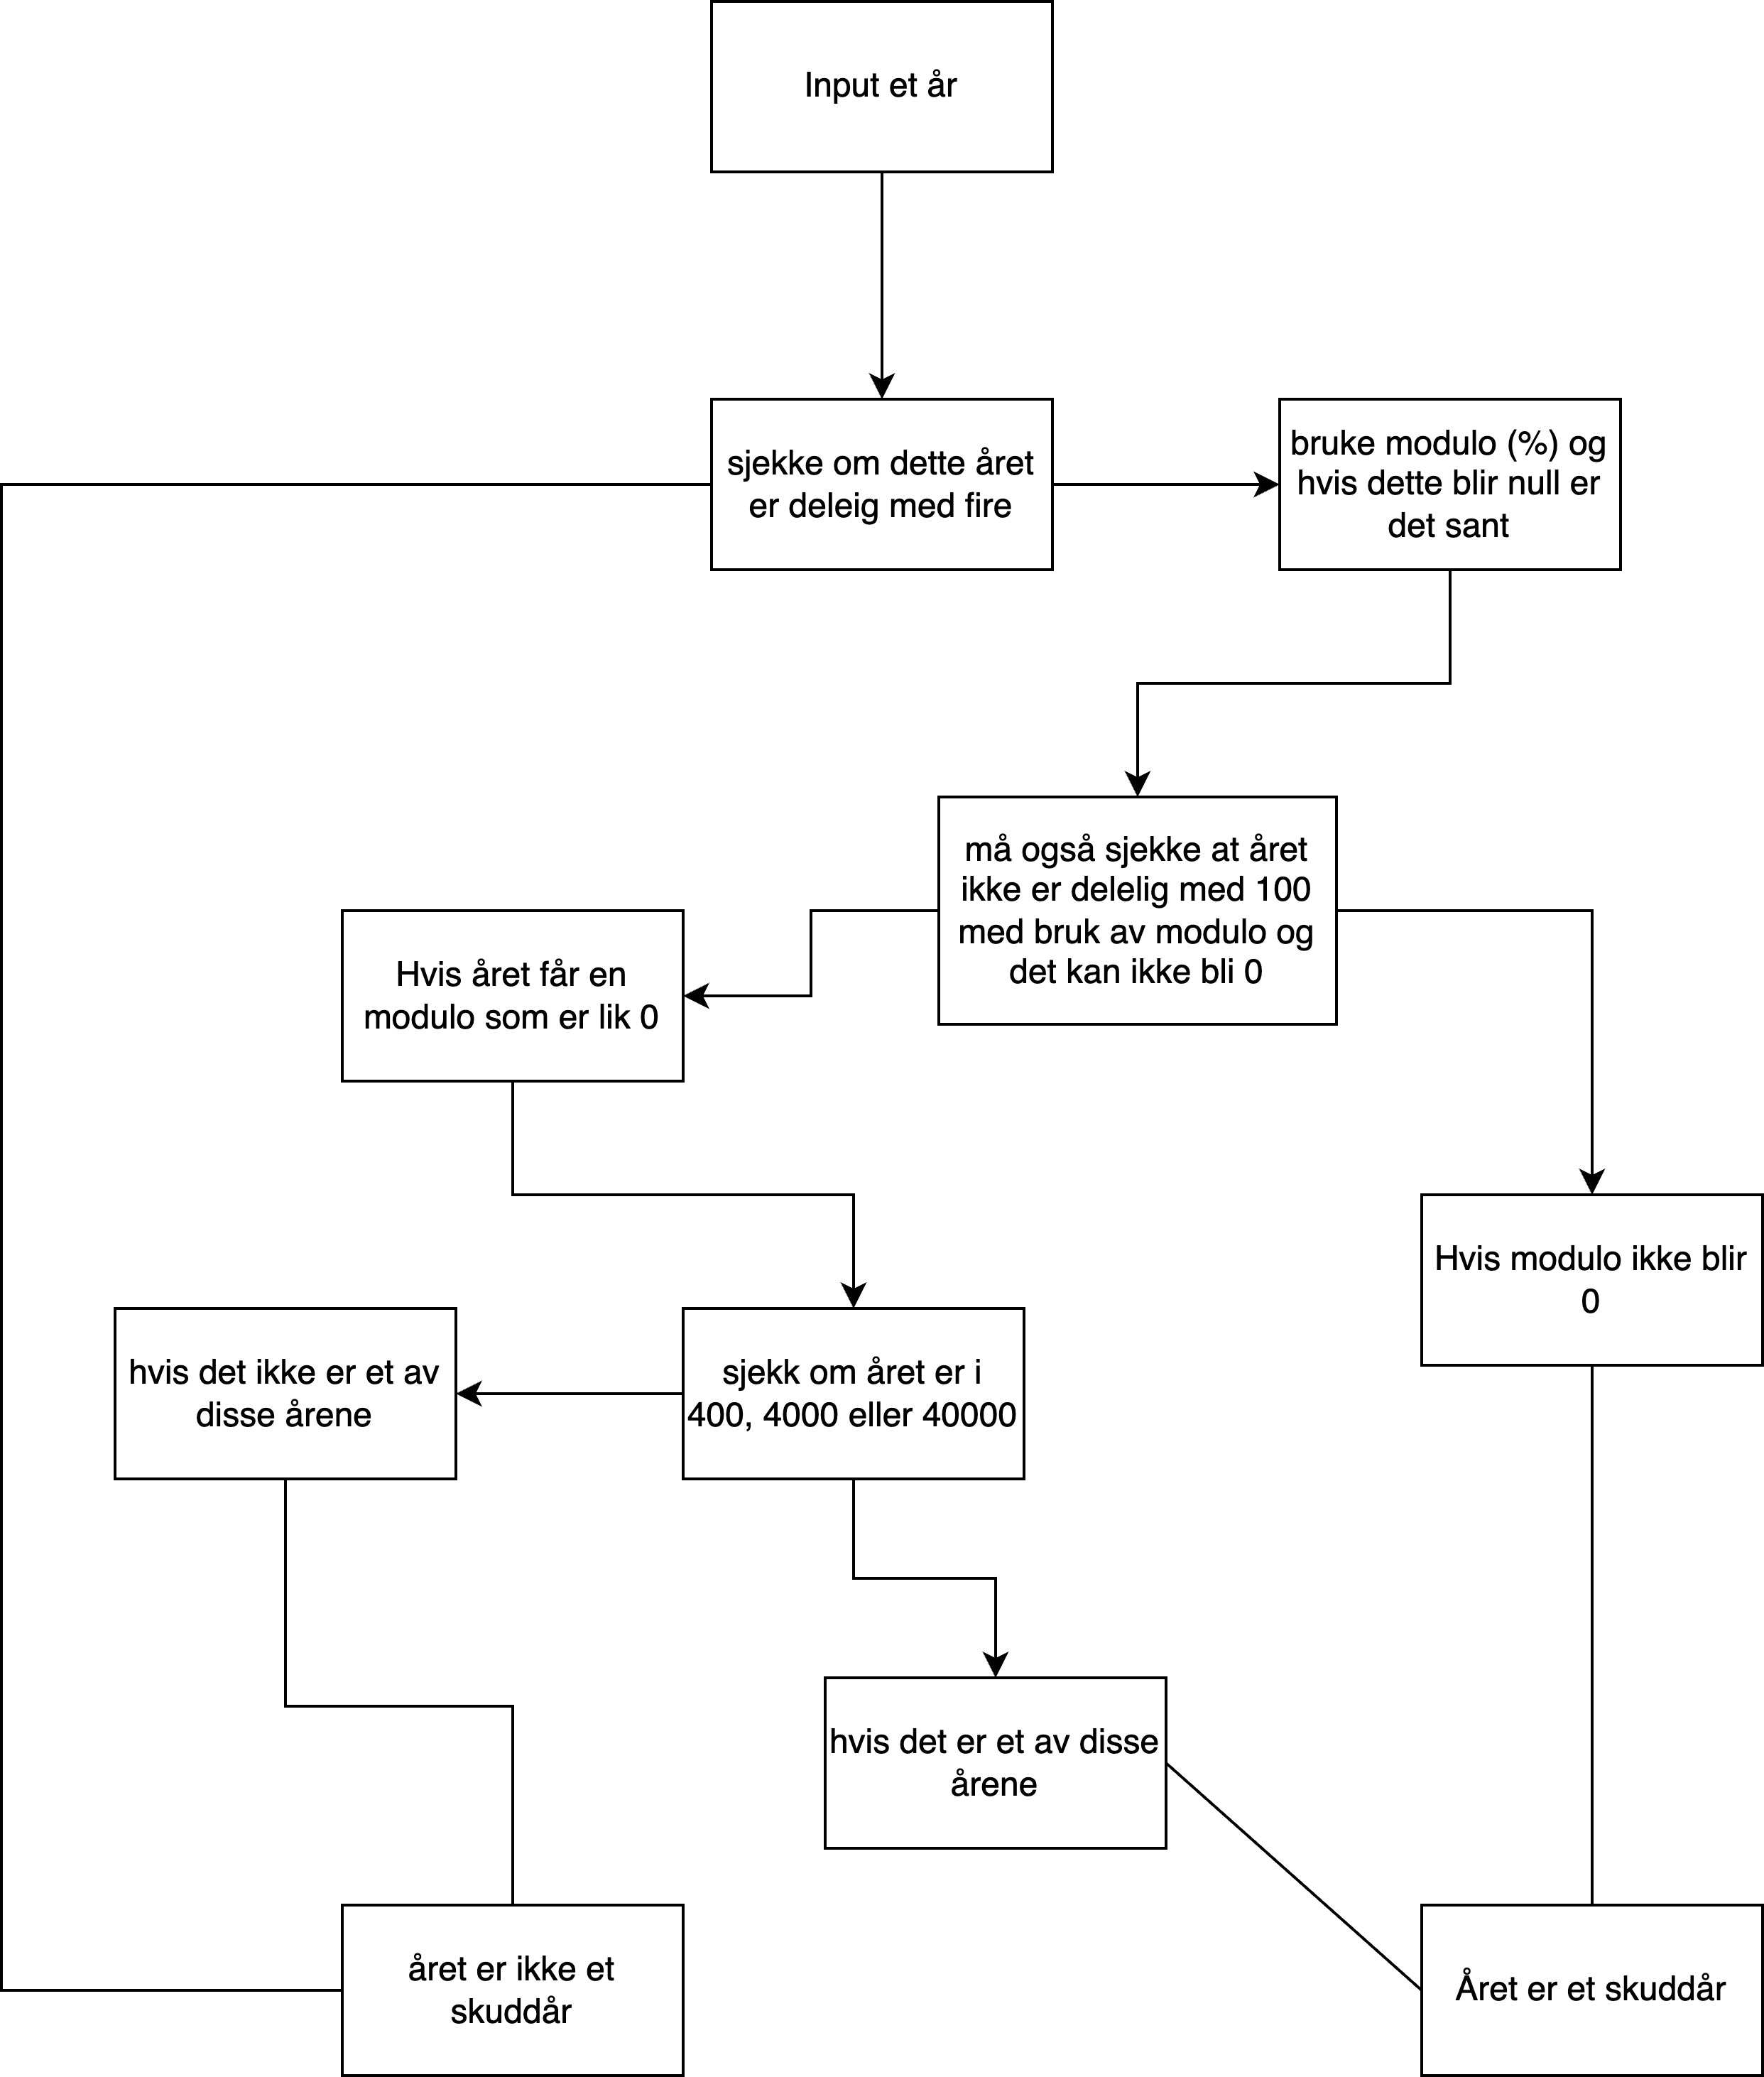 Input et år
sjekke om dette året
er deleig med fire
bruke modulo (%) og
hvis dette blir null er
det sant
må også sjekke at året
ikke er delelig med 100
med bruk av modulo og
det kan ikke bli 0
Hvis året får en
modulo som er lik 0
Hvis modulo ikke blir
0
hvis det ikke er et av
disse årene
sjekk om året er i
400, 4000 eller 40000
hvis det er et av disse
årene
året er ikke et
skuddår
Året er et skuddår